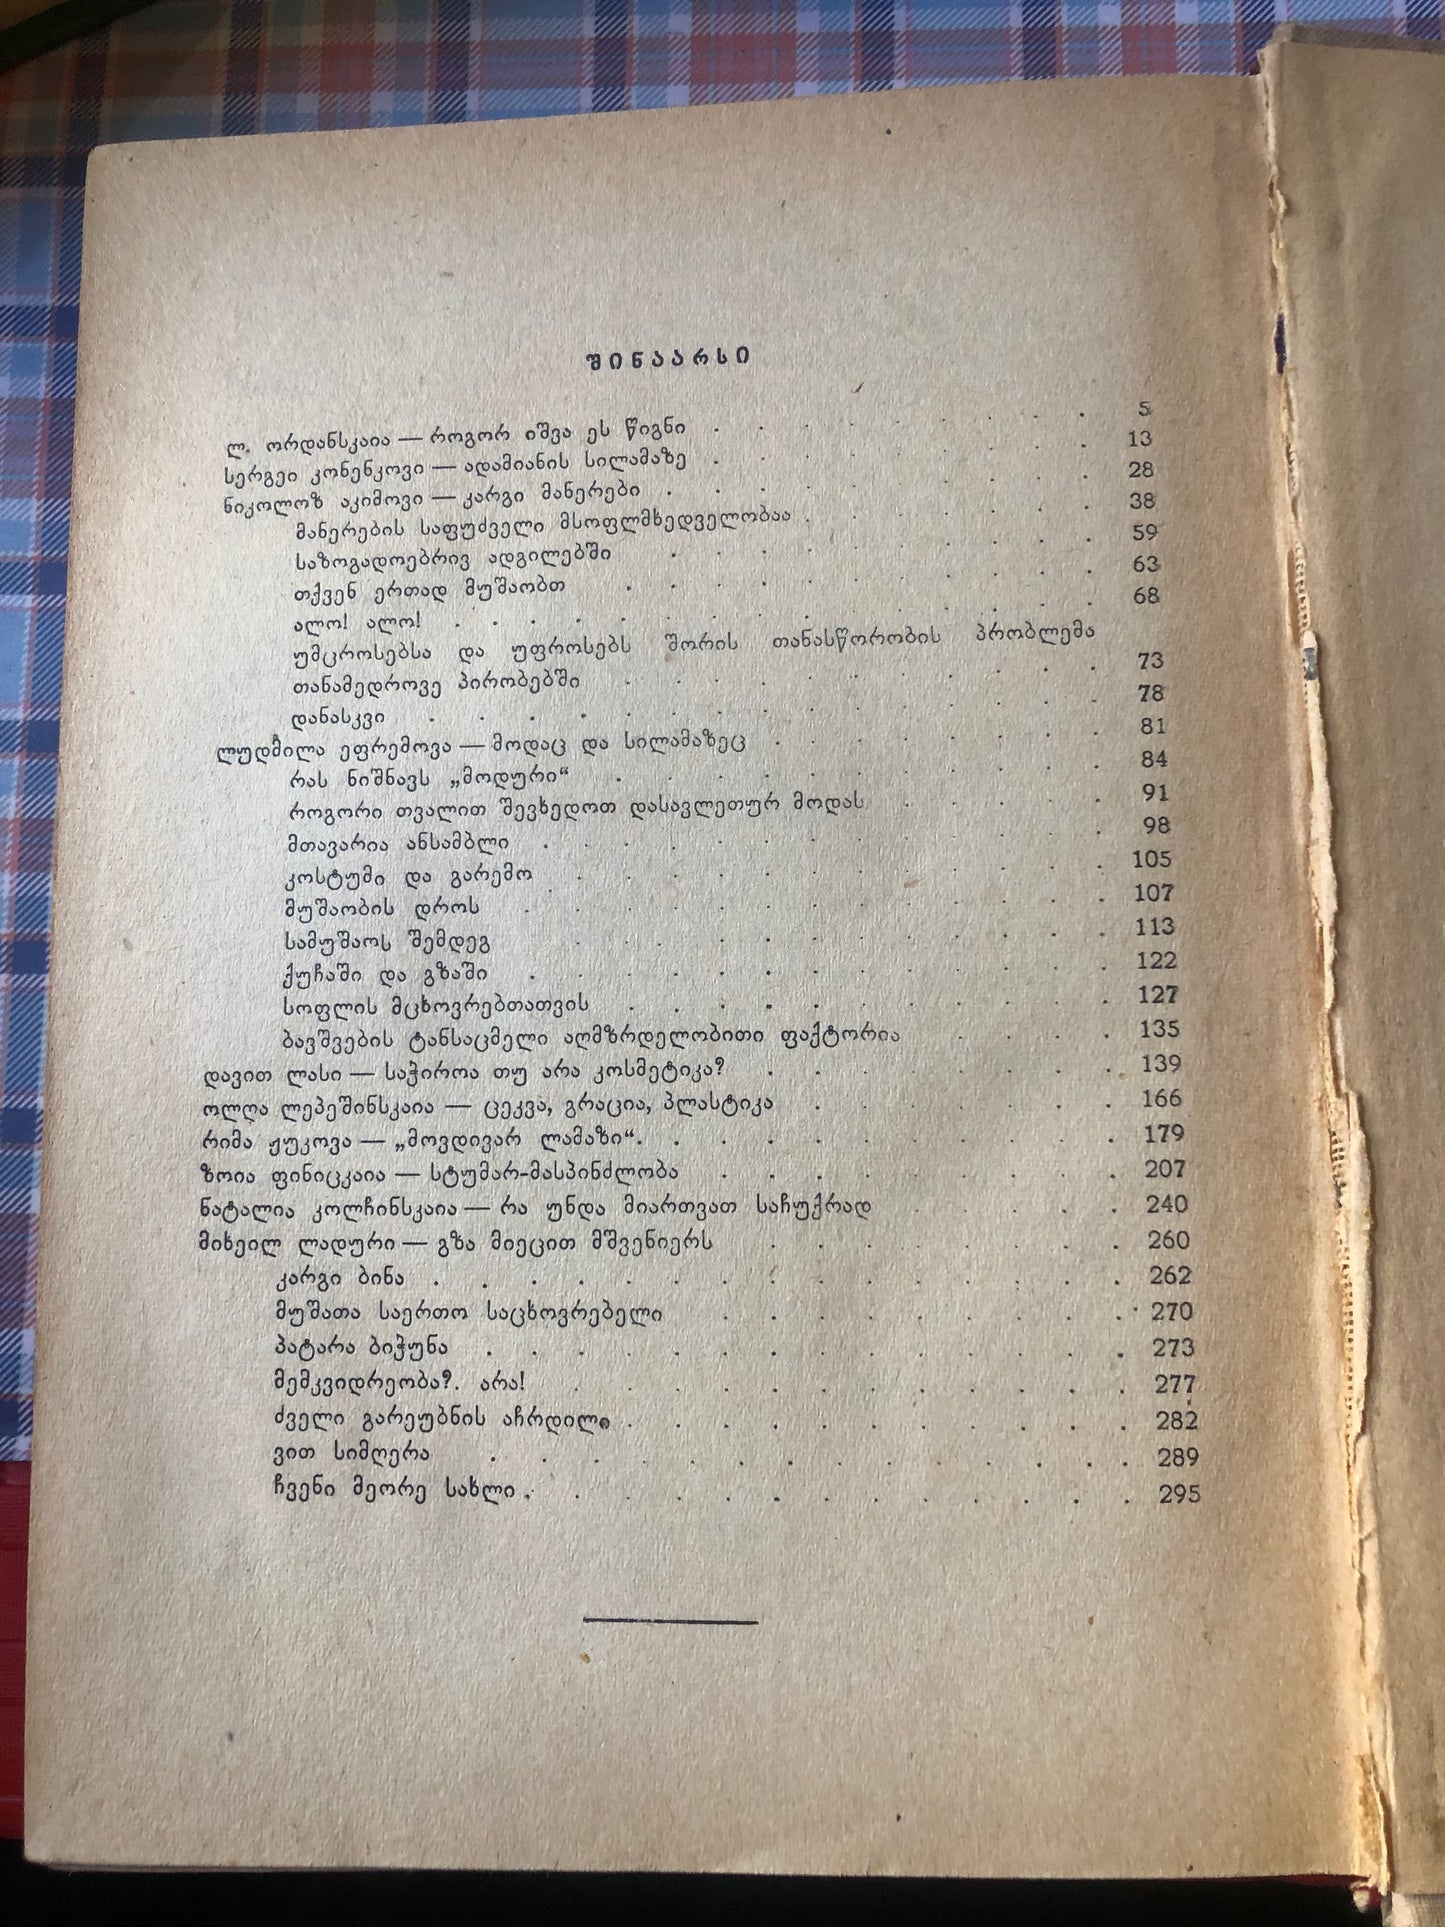 შინაარსი
ლ. ორდანსკაია — როგორ იშვა ეს წიგნი . . . . . . . . 5
სერგეი კონენკოვი — ადამიანის სილამაზე . . . . . . . . 13
ნიკოლოზ აკიმოვი — კარგი მანერები . . . . . . . . . 28
მანერების საფუძველი მსოფლმხედველობაა . . . . . . . 38
საზოგადოებრივ ადგილებში . . . . . . . . . 59
თქვენ ერთად მუშაობთ . . . . . . . . . . 63
ალო! ალო! . . . . . . . . . . . . . 68
უმცროსებსა და უფროსებს შორის თანასწორობის პრობლემა
თანამედროვე პირობებში . . . . . . . . . . 73
დანასკვი . . . . . . . . . . . . . . 78
ლუდმილა ეფრემოვა — მოდაც და სილამაზეც . . . . . . . 81
რას ნიშნავს „მოდური“ . . . . . . . . . . 84
როგორი თვალით შევხედოთ დასავლეთურ მოდას . . . . . 91
მთავარია ანსამბლი . . . . . . . . . . . . 98
კოსტუმი და გარემო . . . . . . . . . . . 105
მუშაობის დროს . . . . . . . . . . . . 107
სამუშაოს შემდეგ . . . . . . . . . . . 113
ქუჩაში და გზაში . . . . . . . . . . . . 122
სოფლის მცხოვრებთათვის . . . . . . . . . . 127
ბავშვების ტანსაცმელი აღმზრდელობითი ფაქტორია . . . . 135
დავით ლასი — საჭიროა თუ არა კოსმეტიკა? . . . . . . . 139
ოლღა ლეპეშინსკაია — ცეკვა, გრაცია, პლასტიკა . . . . . . 166
რიმა ჟუკოვა — „მოვდივარ ლამაზი“. . . . . . . . . . 179
ზოია ფინიცკაია — სტუმარ-მასპინძლობა . . . . . . . . 207
ნატალია კოლჩინსკაია — რა უნდა მიართვათ საჩუქრად . . . . . 240
მიხეილ ლადური — გზა მიეცით მშვენიერს . . . . . . . . 260
კარგი ბინა . . . . . . . . . . . . . . 262
მუშათა საერთო საცხოვრებელი . . . . . . . . . 270
პატარა ბიჭუნა . . . . . . . . . . . . . 273
მემკვიდრეობა?. არა! . . . . . . . . . . . 277
ძველი გარეუბნის აჩრდილი . . . . . . . . . . . 282
ვით სიმღერა . . . . . . . . . . . . . 289
ჩვენი მეორე სახლი . . . . . . . . . . . . . 295